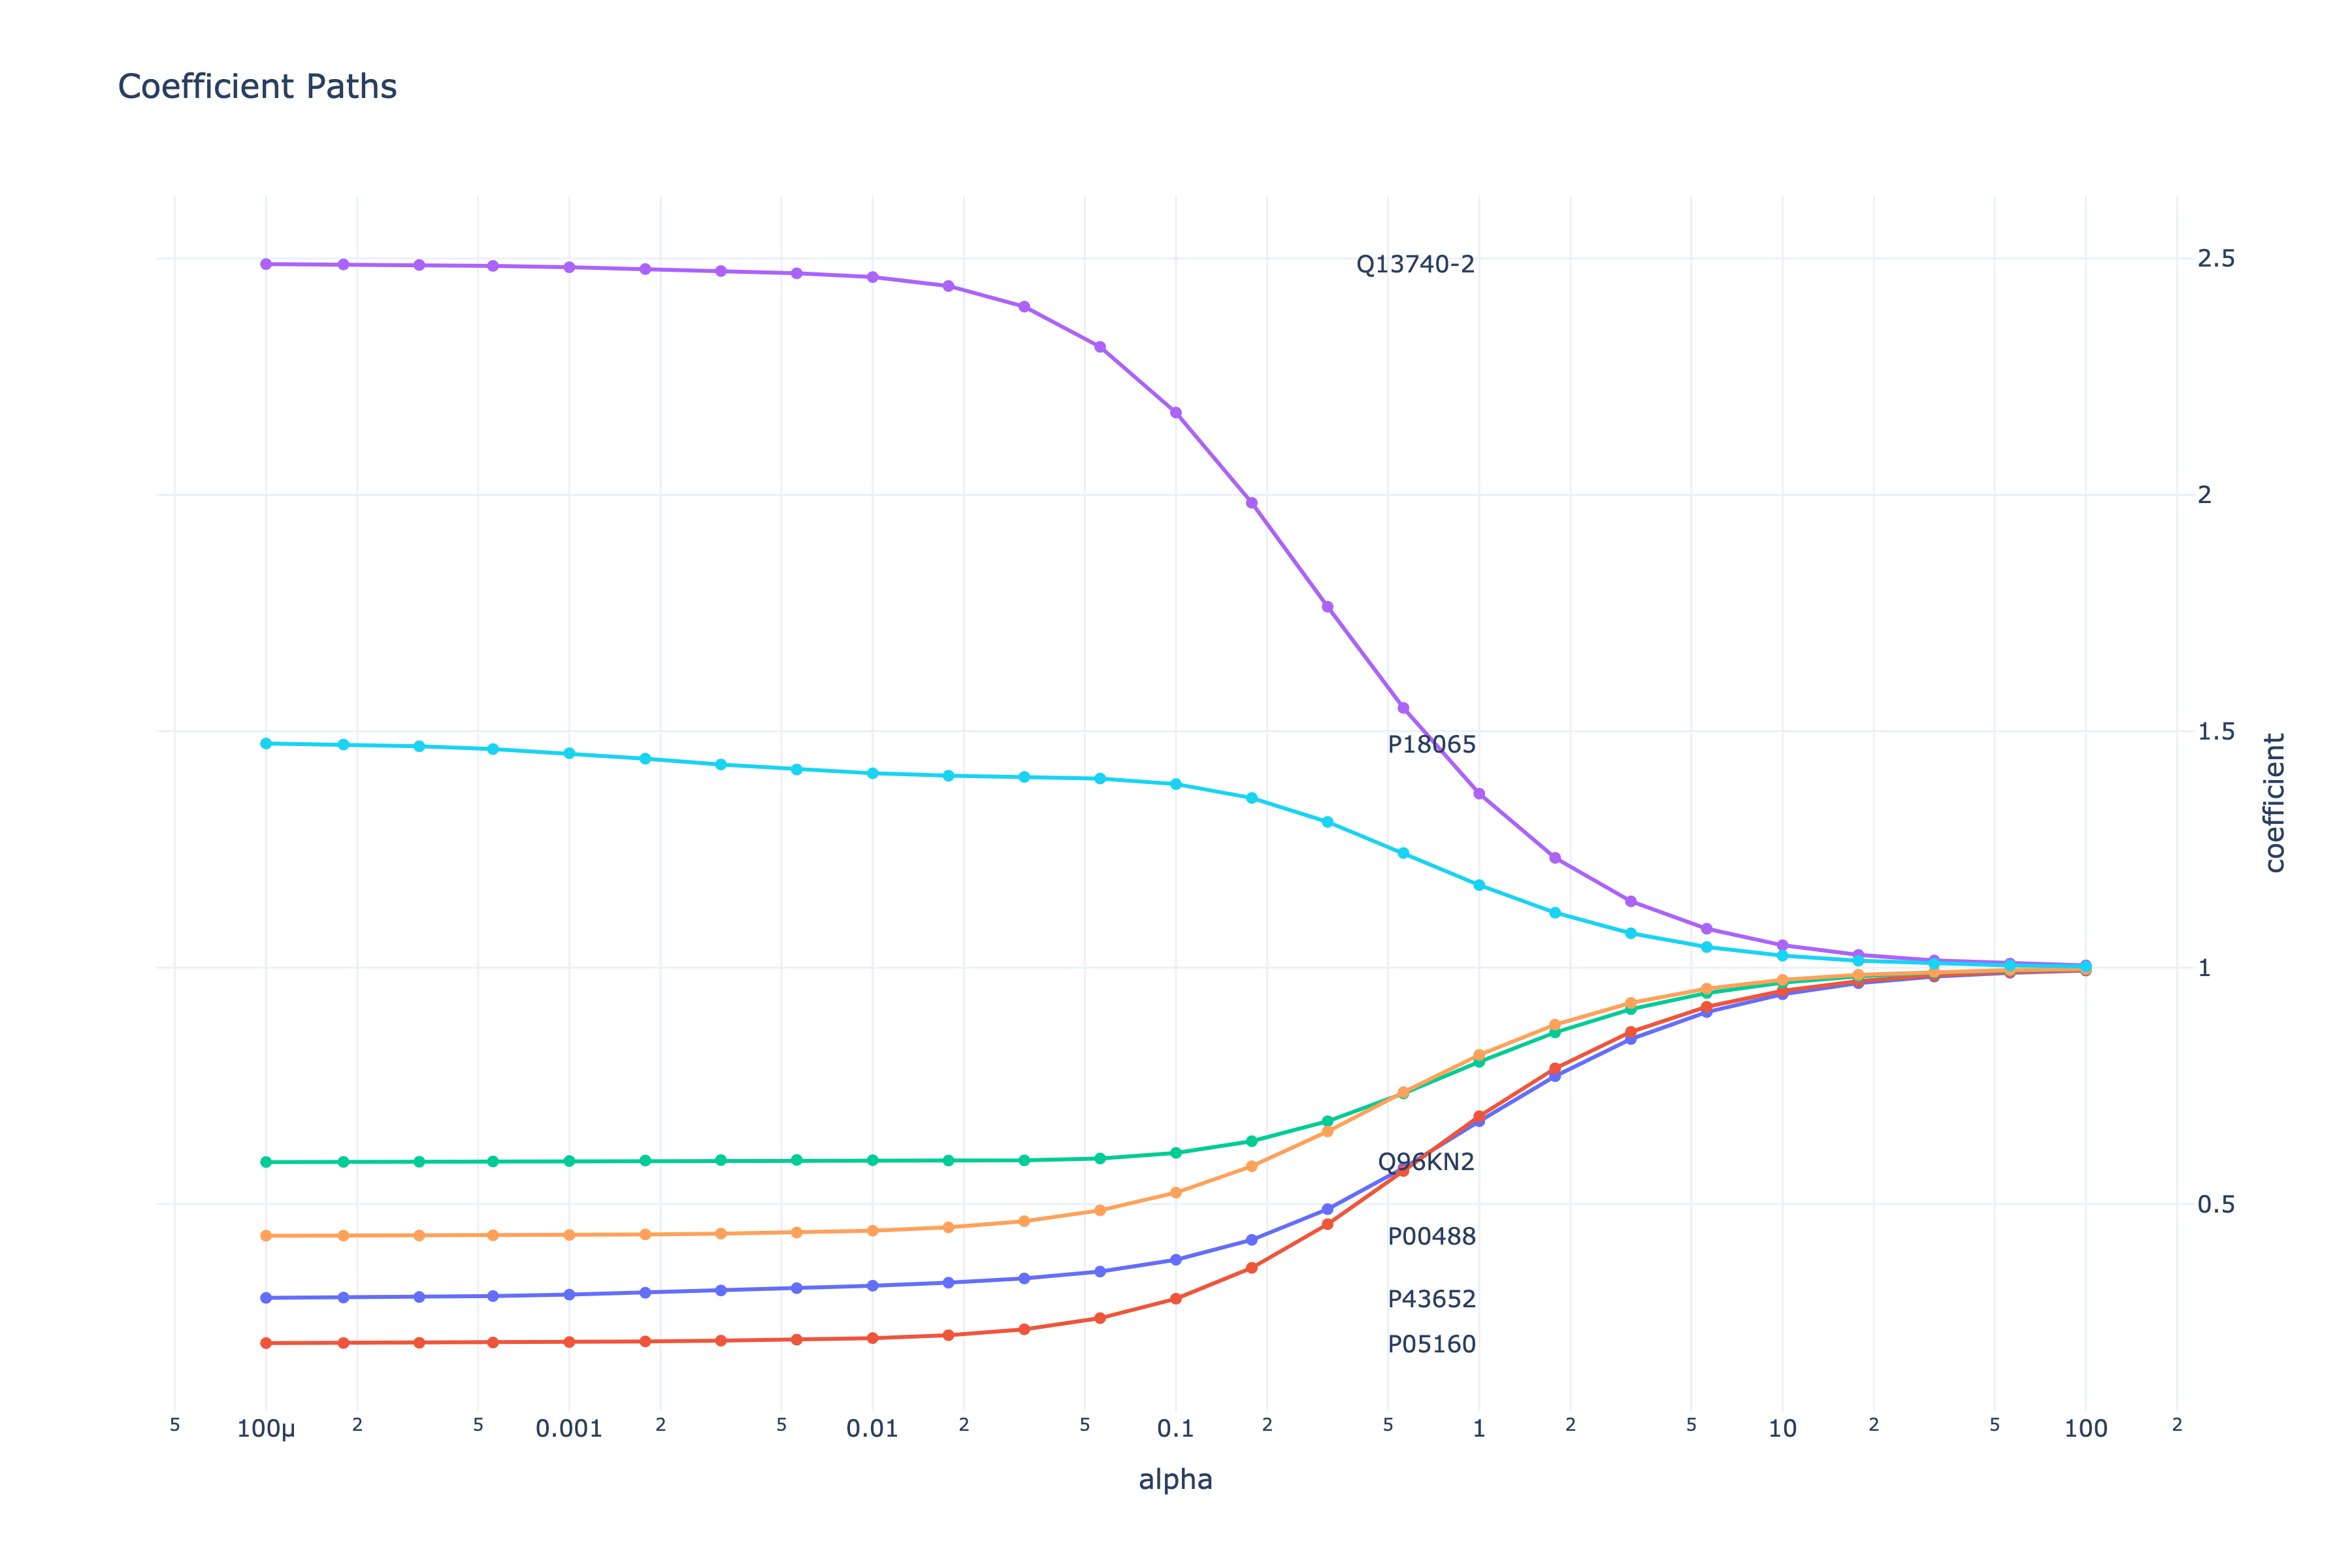 Coefficient Paths
Q13740-2
P18065
Q96KN2
P00488
P43652
P05160
2.5
2
1.5
1
0.5
coefficient
5 100μ 2 5 0.001 2 5 0.01 2 5 0.1 2 5 1 2 5 10 2 5 100 2
alpha